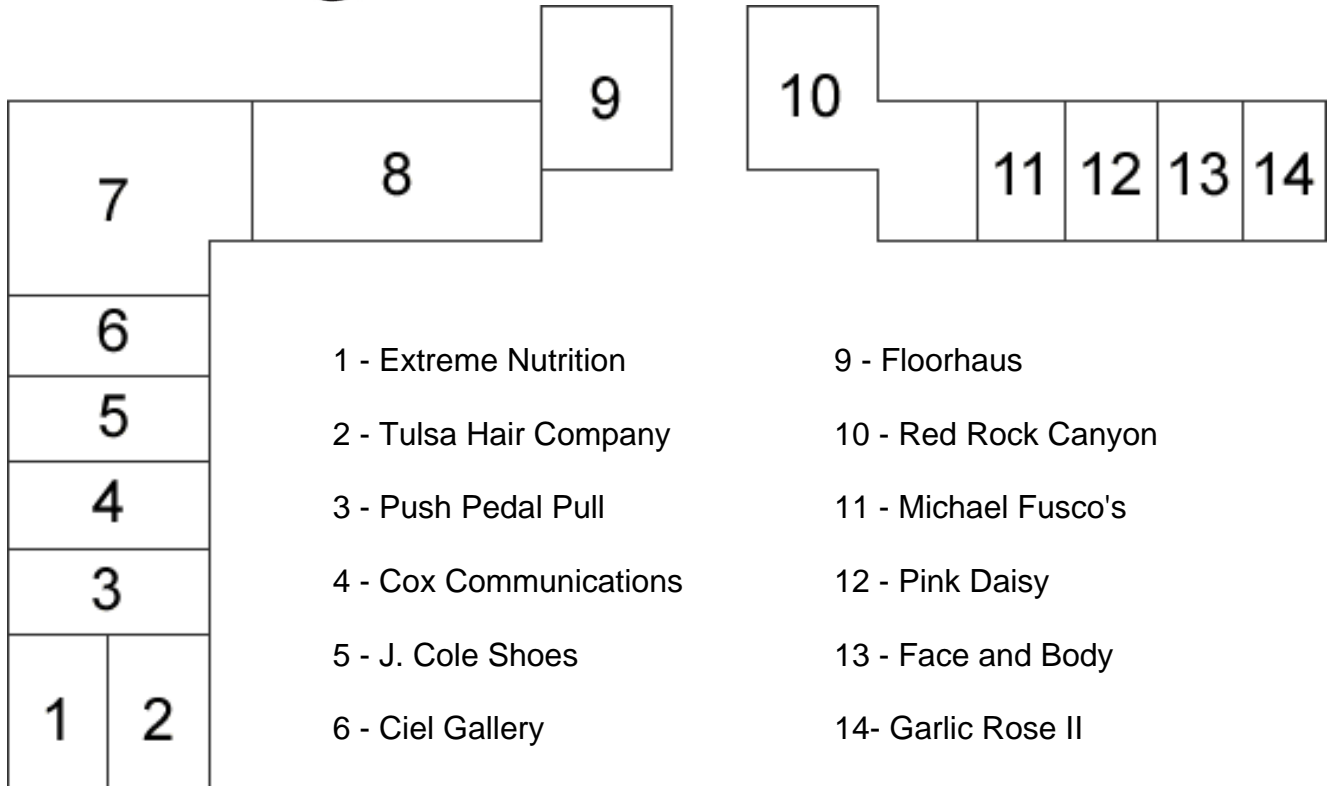 9
10
7
8
11
12
13
14
6
5
4
3
1
2
1 - Extreme Nutrition
2 - Tulsa Hair Company
3 - Push Pedal Pull
4 - Cox Communications
5 - J. Cole Shoes
6 - Ciel Gallery
9 - Floorhaus
10 - Red Rock Canyon
11 - Michael Fusco's
12 - Pink Daisy
13 - Face and Body
14- Garlic Rose II